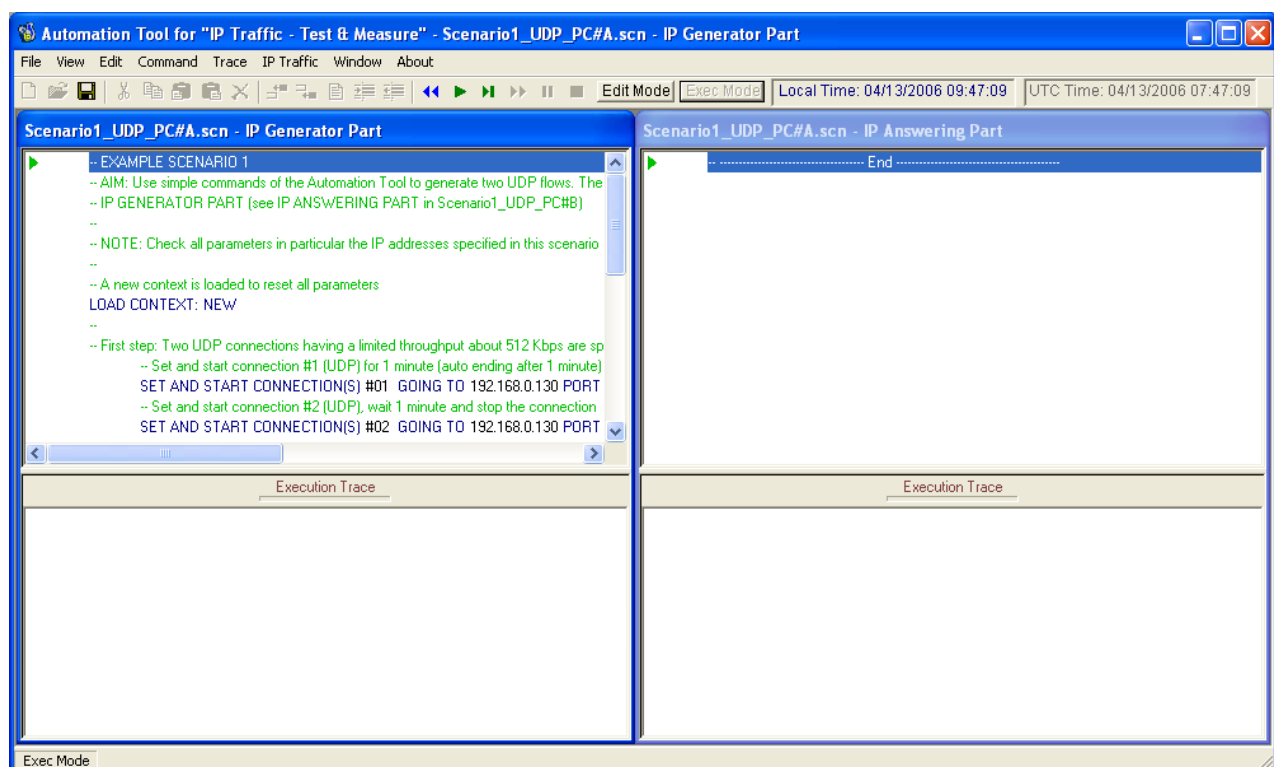 Automation Tool for "IP Traffic - Test & Measure" - Scenario1_UDP_PC#A.scn - IP Generator Part
File View Edit Command Trace IP Traffic Window About
Edit Mode Exec Mode Local Time: 04/13/2006 09:47:09 UTC Time: 04/13/2006 07:47:09
Scenario1_UDP_PC#A.scn - IP Generator Part
-- EXAMPLE SCENARIO 1
-- AIM: Use simple commands of the Automation Tool to generate two UDP flows. The
-- IP GENERATOR PART (see IP ANSWERING PART in Scenario1_UDP_PC#B)
--
-- NOTE: Check all parameters in particular the IP addresses specified in this scenario
--
-- A new context is loaded to reset all parameters
LOAD CONTEXT: NEW
--
-- First step: Two UDP connections having a limited throughput about 512 Kbps are sp
-- Set and start connection #1 (UDP) for 1 minute (auto ending after 1 minute)
SET AND START CONNECTION(S) #01 GOING TO 192.168.0.130 PORT
-- Set and start connection #2 (UDP), wait 1 minute and stop the connection
SET AND START CONNECTION(S) #02 GOING TO 192.168.0.130 PORT
Execution Trace
Scenario1_UDP_PC#A.scn - IP Answering Part
-- ------------------------------------ End -----------------------------------------
Execution Trace
Exec Mode